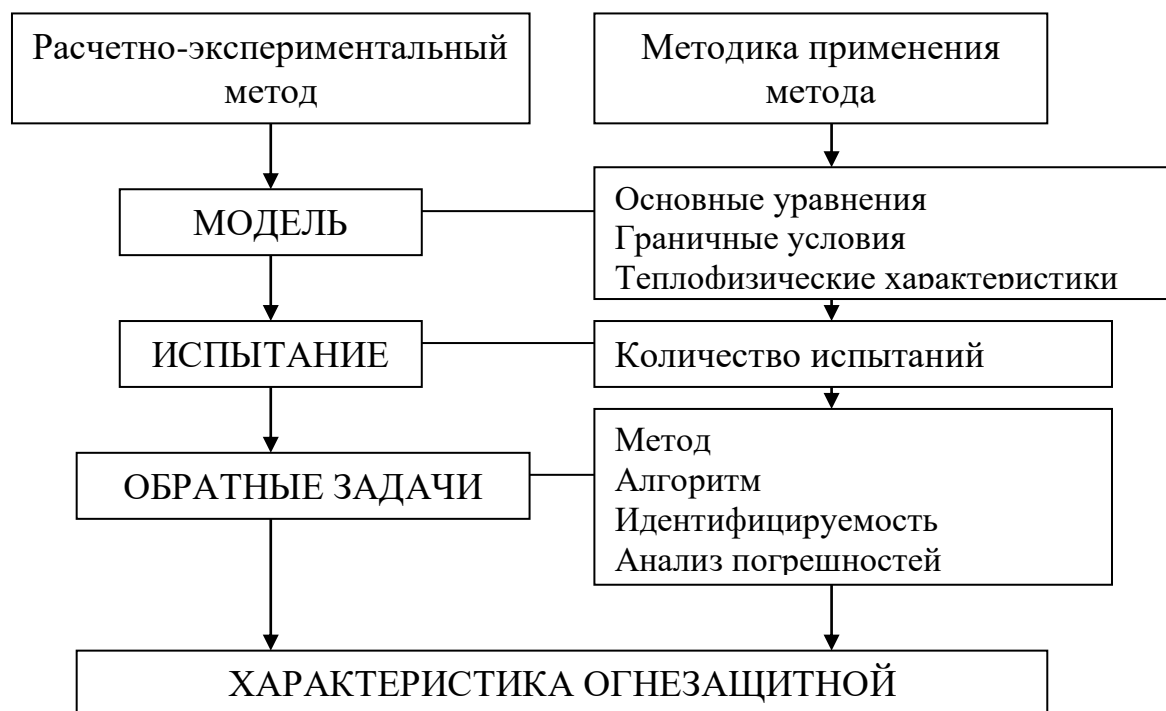 Расчетно-экспериментальный
метод
Методика применения
метода
МОДЕЛЬ
Основные уравнения
Граничные условия
Теплофизические характеристики
ИСПЫТАНИЕ
Количество испытаний
ОБРАТНЫЕ ЗАДАЧИ
Метод
Алгоритм
Идентифицируемость
Анализ погрешностей
ХАРАКТЕРИСТИКА ОГНЕЗАЩИТНОЙ